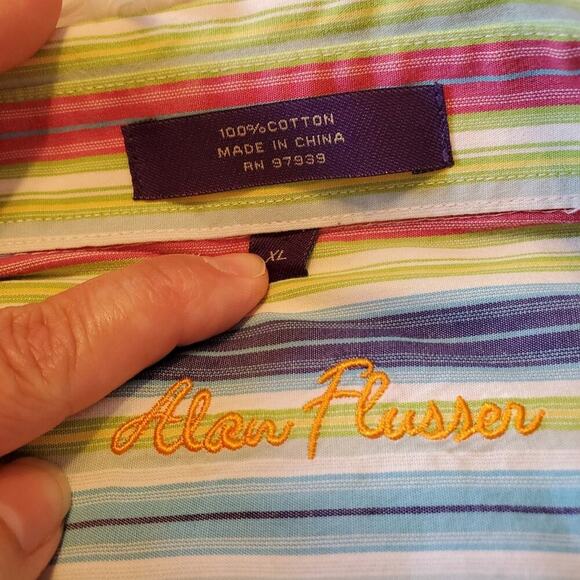 100% COTTON
MADE IN CHINA
RN 97939
XL
Alan Flusser